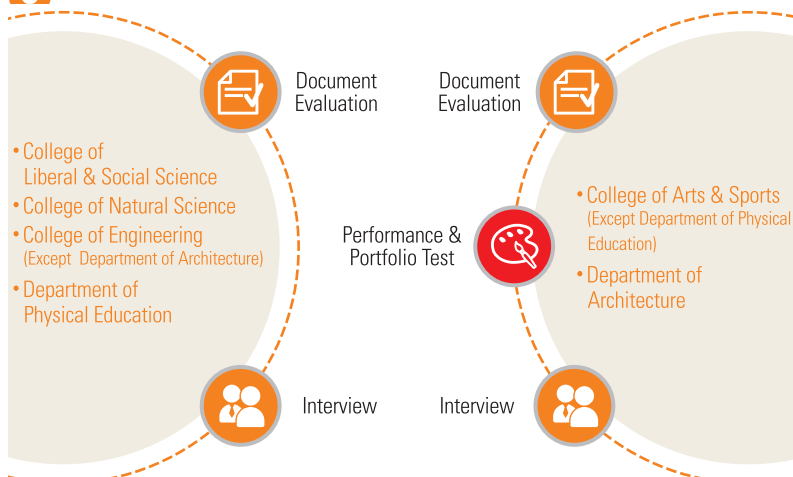 Document
Evaluation
• College of
Liberal & Social Science
• College of Natural Science
• College of Engineering
(Except Department of Architecture)
• Department of
Physical Education
Interview
Document
Evaluation
Performance &
Portfolio Test
Interview
• College of Arts & Sports
(Except Department of Physical
Education)
• Department of
Architecture